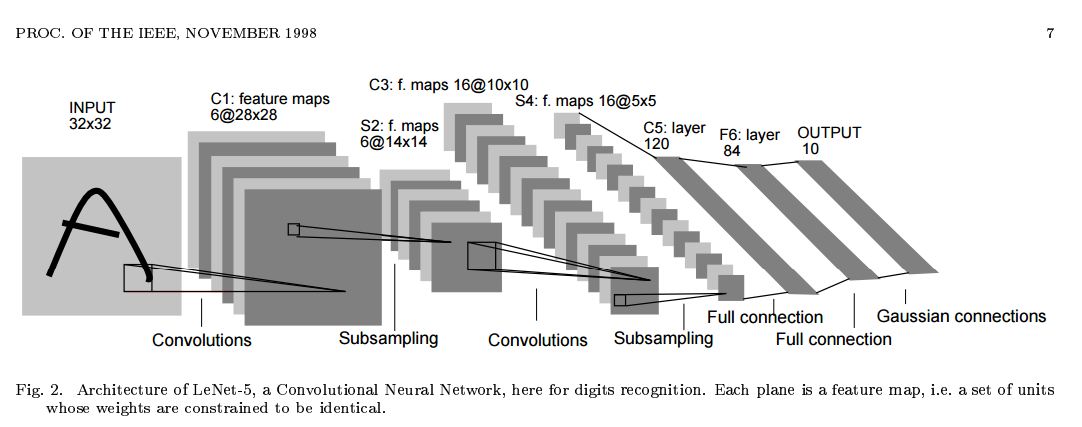 PROC. OF THE IEEE, NOVEMBER 1998
7
INPUT
32x32
C1: feature maps
6@28x28
S2: f. maps
6@14x14
C3: f. maps 16@10x10
S4: f. maps 16@5x5
C5: layer
120
F6: layer
84
OUTPUT
10
Convolutions
Subsampling
Convolutions
Subsampling
Full connection
Full connection
Gaussian connections
Fig. 2. Architecture of LeNet-5, a Convolutional Neural Network, here for digits recognition. Each plane is a feature map, i.e. a set of units
whose weights are constrained to be identical.